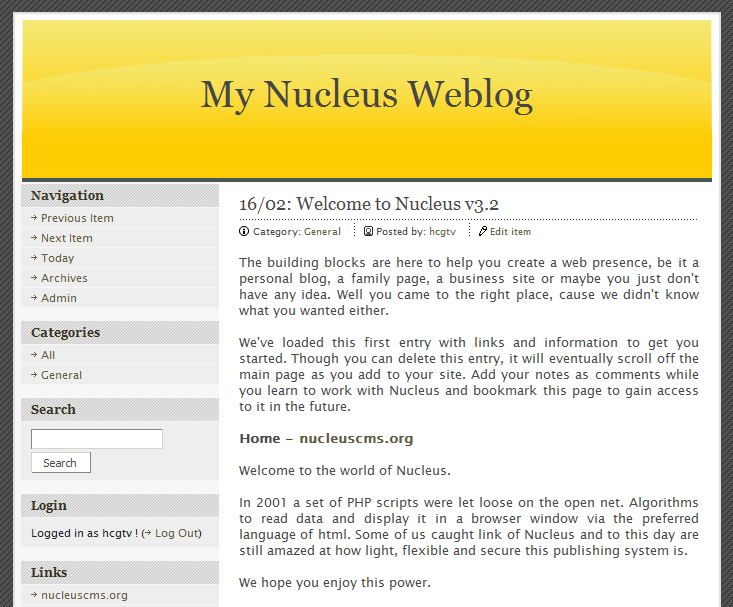 My Nucleus Weblog
Navigation
Previous Item
Next Item
Today
Archives
Admin
Categories
All
General
Search
Search
Login
Logged in as hcgtv ! (→ Log Out)
Links
nucleuscms.org
16/02: Welcome to Nucleus v3.2
Category: General Posted by: hcgtv Edit item
The building blocks are here to help you create a web presence, be it a
personal blog, a family page, a business site or maybe you just don't
have any idea. Well you came to the right place, cause we didn't know
what you wanted either.
We've loaded this first entry with links and information to get you
started. Though you can delete this entry, it will eventually scroll off the
main page as you add to your site. Add your notes as comments while
you learn to work with Nucleus and bookmark this page to gain access
to it in the future.
Home - nucleuscms.org
Welcome to the world of Nucleus.
In 2001 a set of PHP scripts were let loose on the open net. Algorithms
to read data and display it in a browser window via the preferred
language of html. Some of us caught link of Nucleus and to this day are
still amazed at how light, flexible and secure this publishing system is.
We hope you enjoy this power.